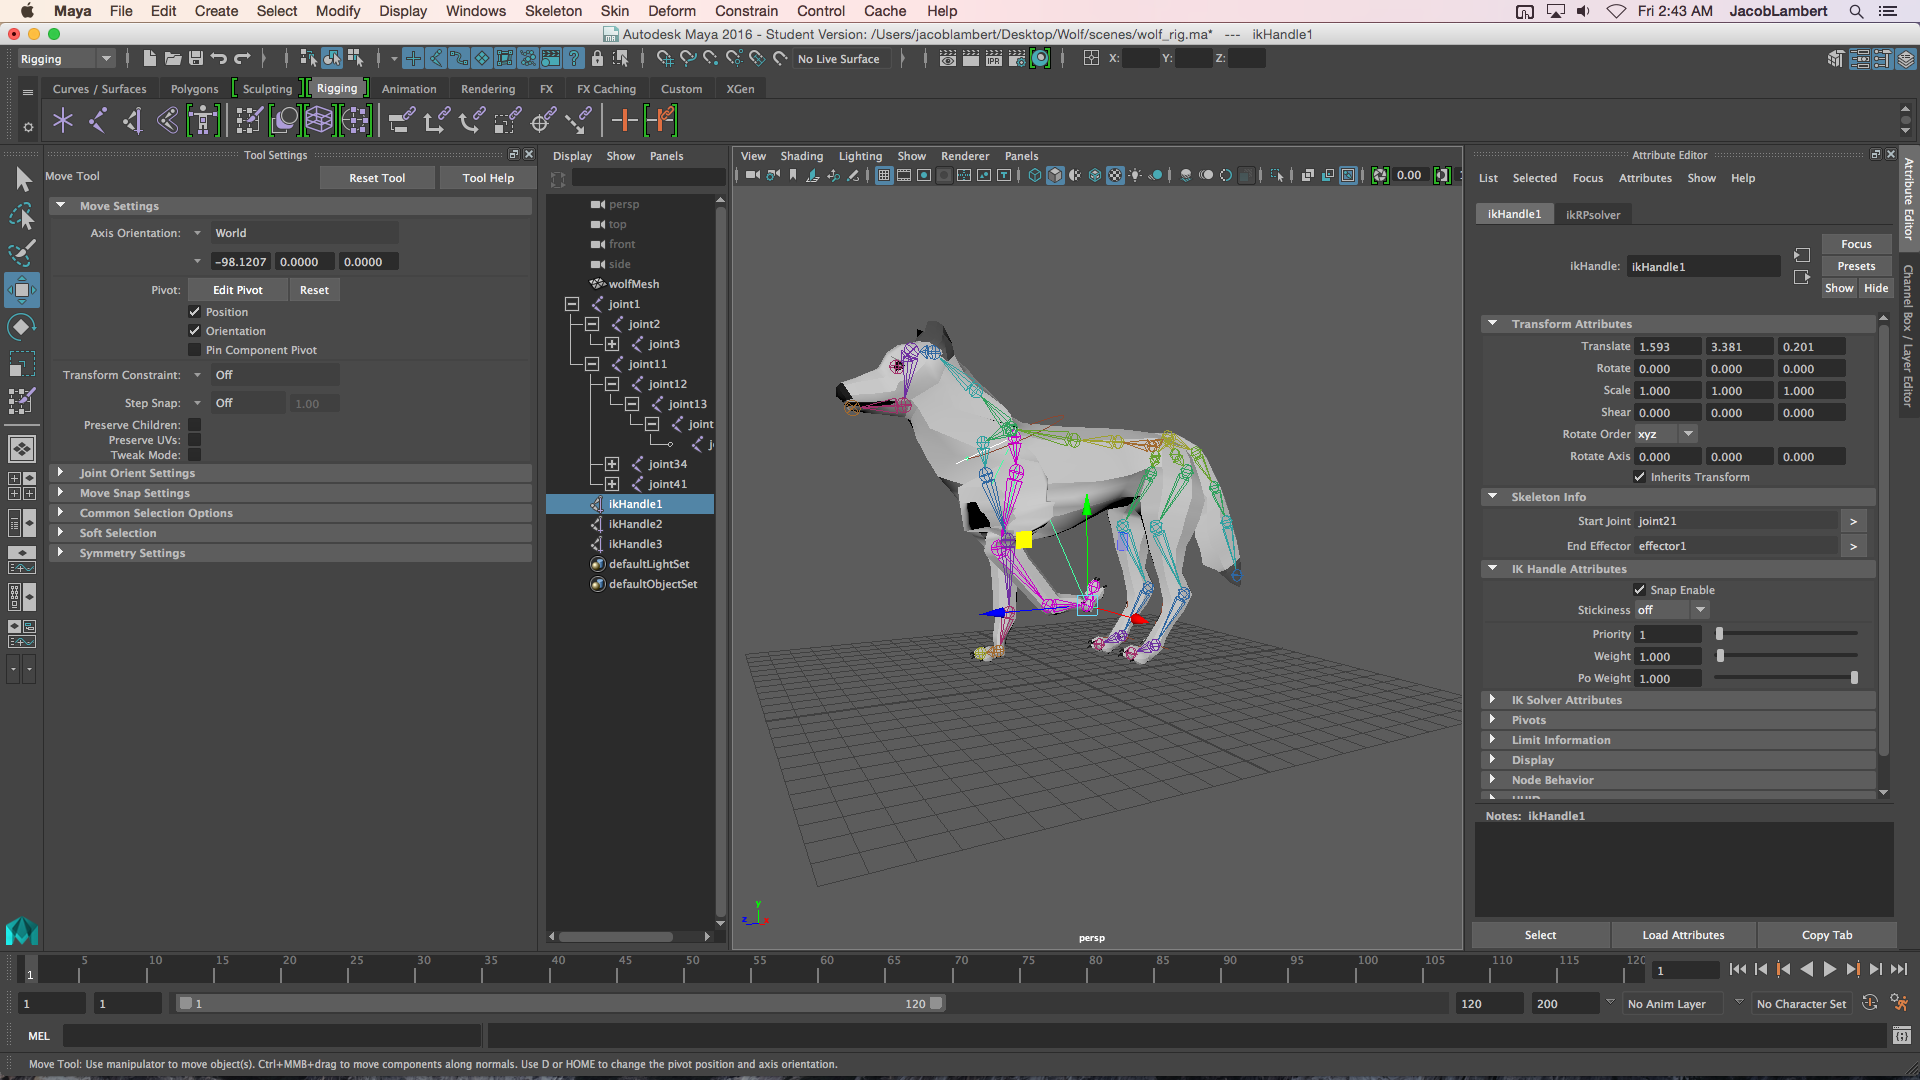 Maya File Edit Create Select Modify Display Windows Skeleton Skin Deform Constrain Control Cache Help Fri 2:43 AM JacobLambert
Autodesk Maya 2016 - Student Version: /Users/jacoblambert/Desktop/Wolf/scenes/wolf_rig.ma* --- ikHandle1
Rigging No Live Surface IPR X: Y: Z:
Curves / Surfaces Polygons Sculpting Rigging Animation Rendering FX FX Caching Custom XGen
Tool Settings
Move Tool Reset Tool Tool Help
Move Settings
Axis Orientation: World
-98.1207 0.0000 0.0000
Pivot: Edit Pivot Reset
Position
Orientation
Pin Component Pivot
Transform Constraint: Off
Step Snap: Off 1.00
Preserve Children:
Preserve UVs:
Tweak Mode:
Joint Orient Settings
Move Snap Settings
Common Selection Options
Soft Selection
Symmetry Settings
Display Show Panels
persp
top
front
side
wolfMesh
joint1
joint2
joint3
joint11
joint12
joint13
joint
j
joint34
joint41
ikHandle1
ikHandle2
ikHandle3
defaultLightSet
defaultObjectSet
View Shading Lighting Show Renderer Panels
0.00
y
z x
persp
Attribute Editor
List Selected Focus Attributes Show Help
ikHandle1 ikRPsolver
Focus
ikHandle: ikHandle1 Presets
Show Hide
Transform Attributes
Translate 1.593 3.381 0.201
Rotate 0.000 0.000 0.000
Scale 1.000 1.000 1.000
Shear 0.000 0.000 0.000
Rotate Order xyz
Rotate Axis 0.000 0.000 0.000
Inherits Transform
Skeleton Info
Start Joint joint21 >
End Effector effector1 >
IK Handle Attributes
Snap Enable
Stickiness off
Priority 1
Weight 1.000
Po Weight 1.000
IK Solver Attributes
Pivots
Limit Information
Display
Node Behavior
UUID
Notes: ikHandle1
Select Load Attributes Copy Tab
Attribute Editor
Channel Box / Layer Editor
1 5 10 15 20 25 30 35 40 45 50 55 60 65 70 75 80 85 90 95 100 105 110 115 120 1
1 1 1 120 120 200 No Anim Layer No Character Set
MEL
Move Tool: Use manipulator to move object(s). Ctrl+MMB+drag to move components along normals. Use D or HOME to change the pivot position and axis orientation.